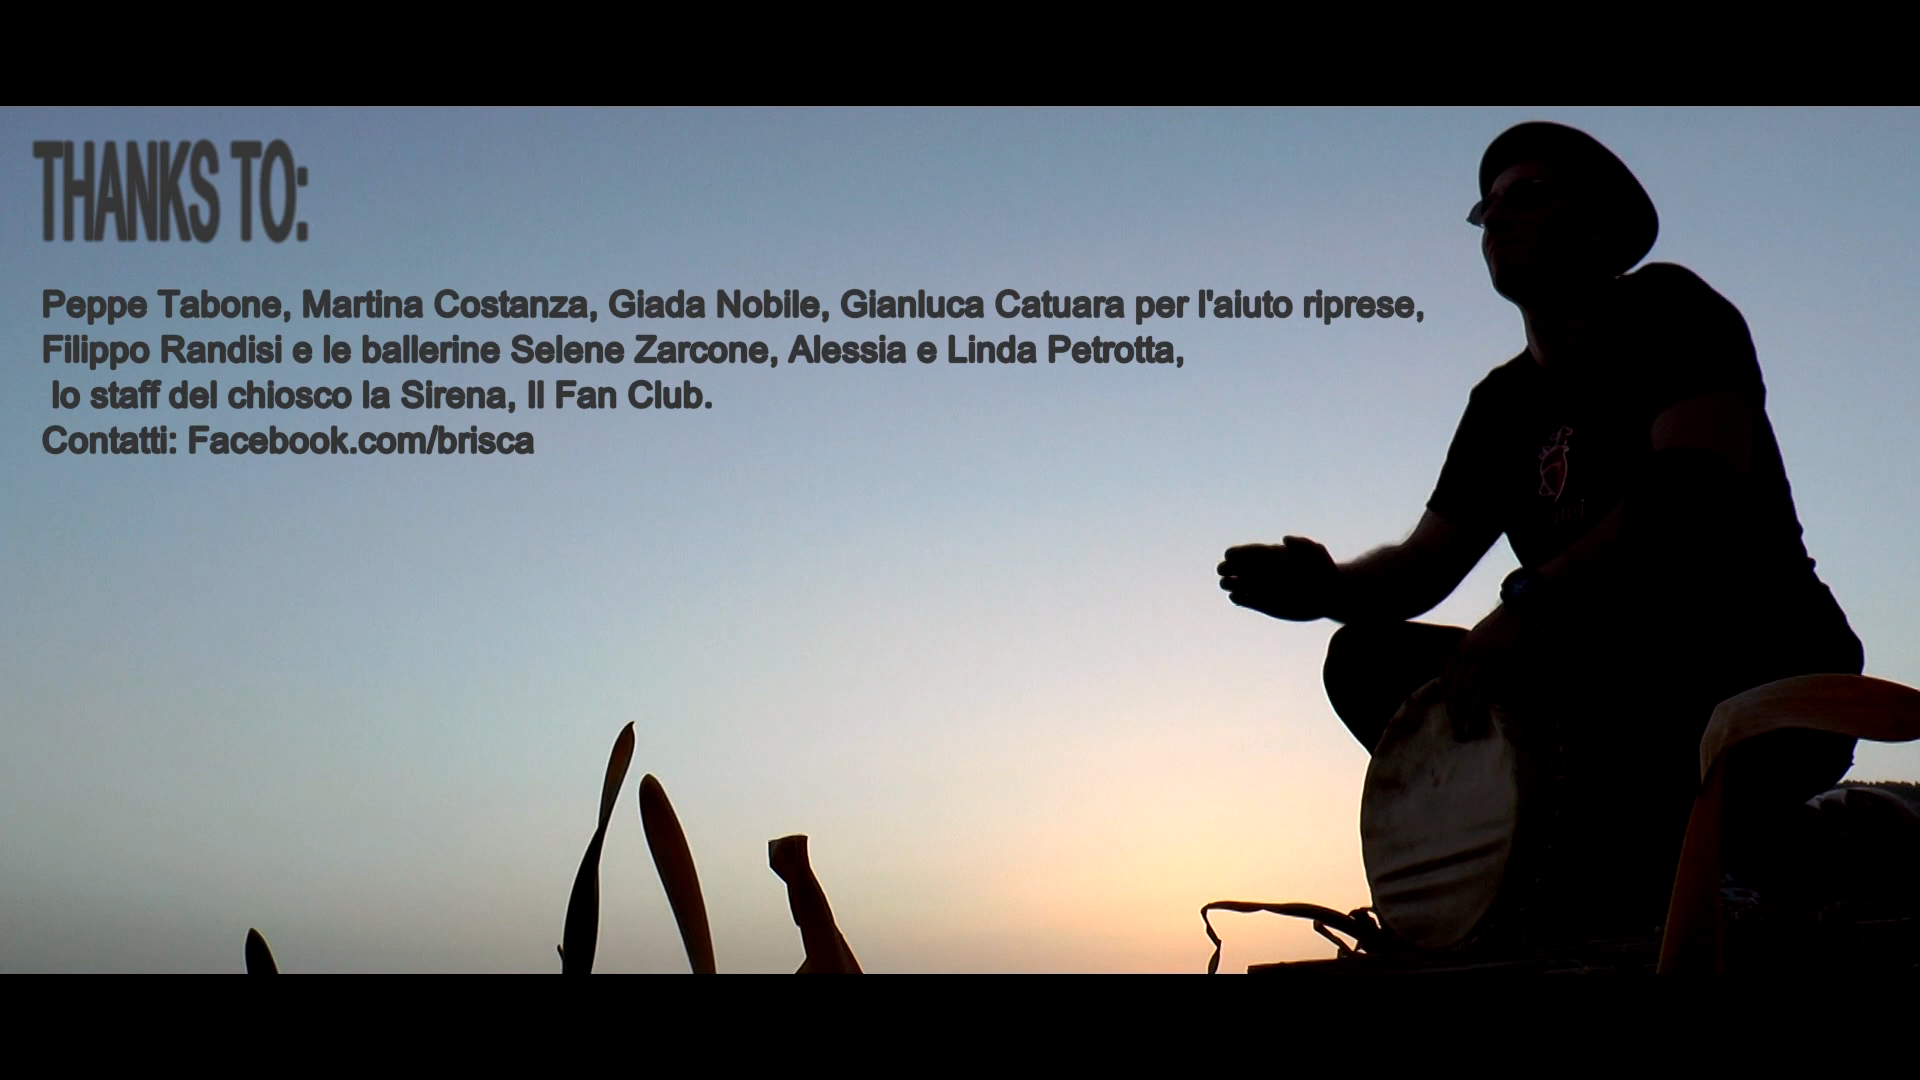 THANKS TO:
Peppe Tabone, Martina Costanza, Giada Nobile, Gianluca Catuara per l'aiuto riprese,
Filippo Randisi e le ballerine Selene Zarcone, Alessia e Linda Petrotta,
lo staff del chiosco la Sirena, Il Fan Club.
Contatti: Facebook.com/brisca